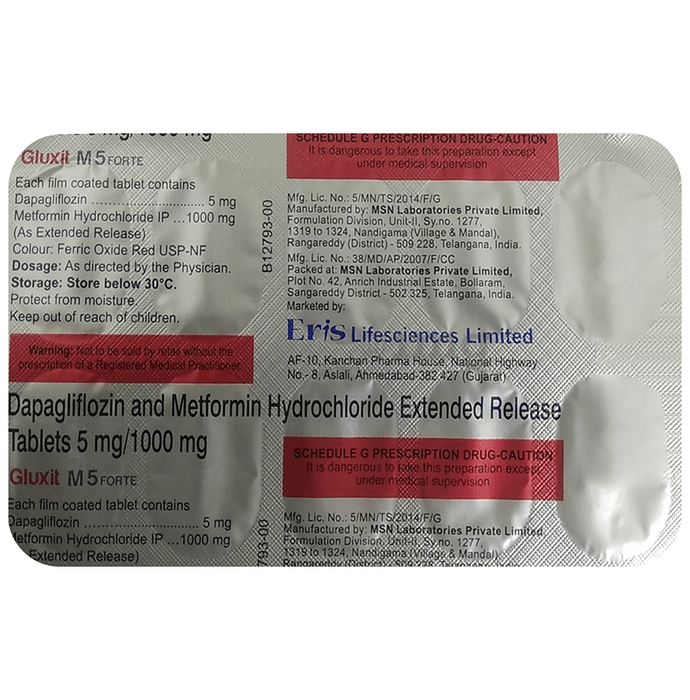 5 mg/1000 mg
Gluxit M5 FORTE
Each film coated tablet contains
Dapagliflozin ........................ 5 mg
Metformin Hydrochloride IP ...1000 mg
(As Extended Release)
Colour: Ferric Oxide Red USP-NF
Dosage: As directed by the Physician.
Storage: Store below 30°C.
Protect from moisture.
Keep out of reach of children.
Warning: Not to be sold by retail without the
prescription of a Registered Medical Practitioner.
B12793-00
SCHEDULE G PRESCRIPTION DRUG-CAUTION
It is dangerous to take this preparation except
under medical supervision
Mfg. Lic. No.: 5/MN/TS/2014/F/G
Manufactured by: MSN Laboratories Private Limited,
Formulation Division, Unit-II, Sy.no. 1277,
1319 to 1324, Nandigama (Village & Mandal),
Rangareddy (District) - 509 228, Telangana, India.
Mfg. Lic. No.: 38/MD/AP/2007/F/CC
Packed at: MSN Laboratories Private Limited,
Plot No. 42, Anrich Industrial Estate, Bollaram,
Sangareddy District - 502 325, Telangana, India.
Marketed by:
Eris Lifesciences Limited
AF-10, Kanchan Pharma House, National Highway
No.- 8, Aslali, Ahmedabad-382 427 (Gujarat)
Dapagliflozin and Metformin Hydrochloride Extended Release
Tablets 5 mg/1000 mg
Gluxit M5 FORTE
Each film coated tablet contains
Dapagliflozin ........................ 5 mg
Metformin Hydrochloride IP ...1000 mg
Extended Release)
793-00
SCHEDULE G PRESCRIPTION DRUG-CAUTION
It is dangerous to take this preparation except
under medical supervision
Mfg. Lic. No.: 5/MN/TS/2014/F/G
Manufactured by: MSN Laboratories Private Limited,
Formulation Division, Unit-II, Sy.no. 1277,
1319 to 1324, Nandigama (Village & Mandal),
Rangareddy (District) - 509 228, Telangana, India.